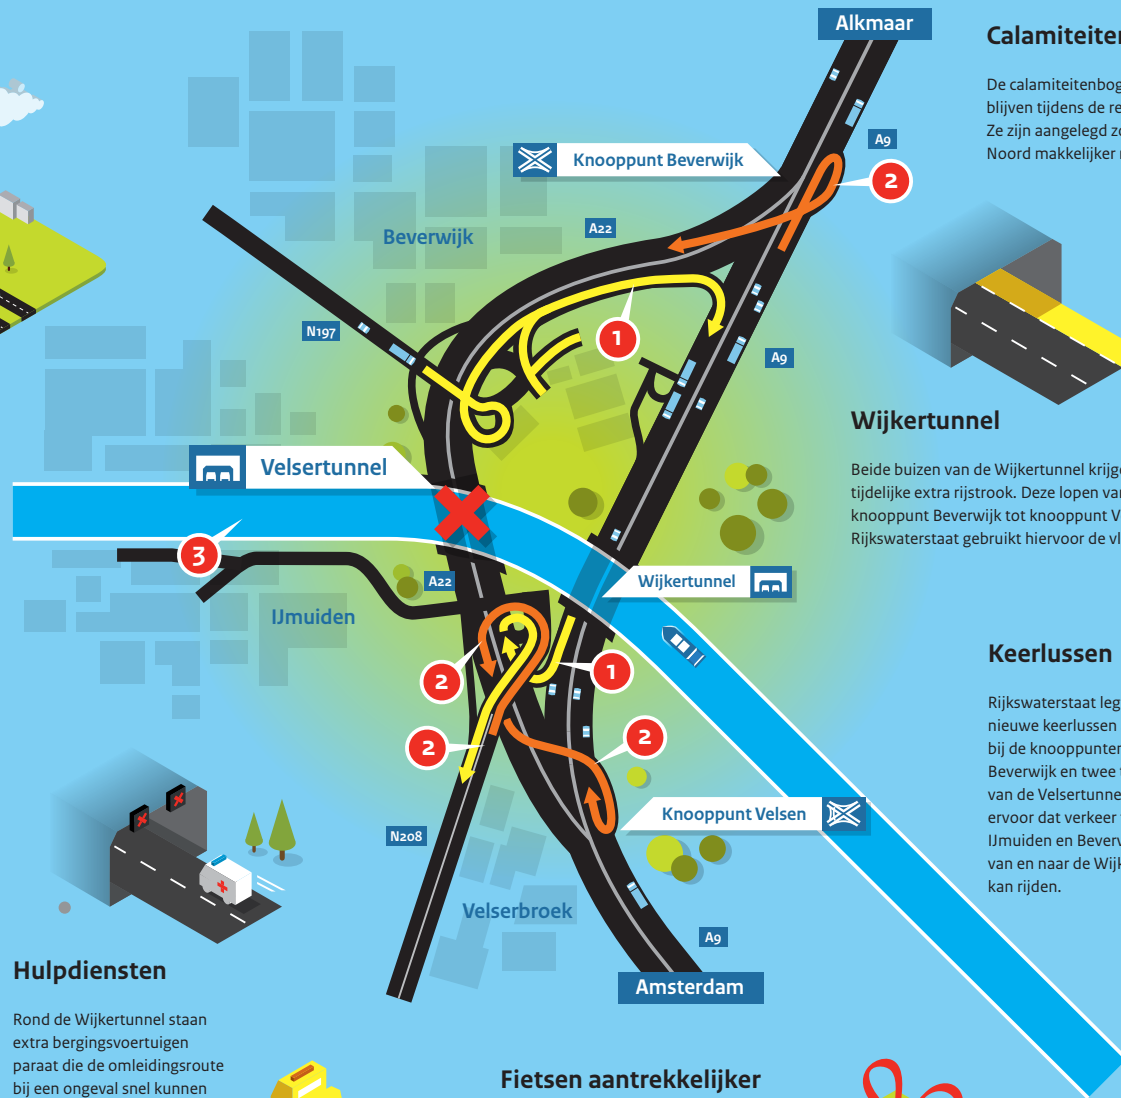 Alkmaar
Calamiteiten
De calamiteitenbog
blijven tijdens de re
Ze zijn aangelegd zo
Noord makkelijker
A9
Knooppunt Beverwijk
2
A22
Beverwijk
N197
1
A9
Wijkertunnel
Beide buizen van de Wijkertunnel krijge
tijdelijke extra rijstrook. Deze lopen van
knooppunt Beverwijk tot knooppunt V
Rijkswaterstaat gebruikt hiervoor de vl
Velsertunnel
3
A22
Wijkertunnel
IJmuiden
2
1
2
2
Keerlussen
Rijkswaterstaat leg
nieuwe keerlussen
bij de knooppunten
Beverwijk en twee
van de Velsertunne
ervoor dat verkeer
IJmuiden en Beverw
van en naar de Wijk
kan rijden.
Knooppunt Velsen
N208
Velserbroek
A9
Amsterdam
Hulpdiensten
Rond de Wijkertunnel staan
extra bergingsvoertuigen
paraat die de omleidingsroute
bij een ongeval snel kunnen
Fietsen aantrekkelijker